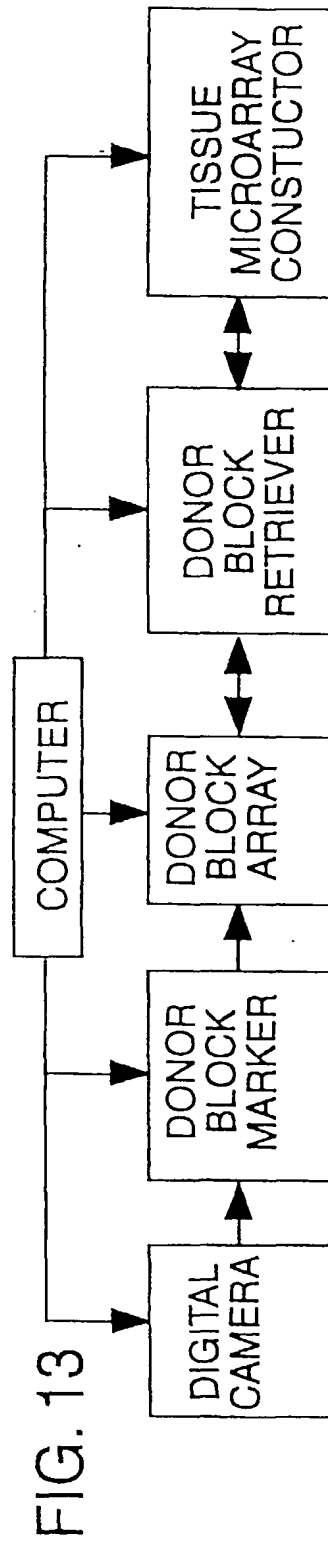 FIG. 13
COMPUTER
DIGITAL
CAMERA
DONOR
BLOCK
MARKER
DONOR
BLOCK
ARRAY
DONOR
BLOCK
RETRIEVER
TISSUE
MICROARRAY
CONSTUCTOR